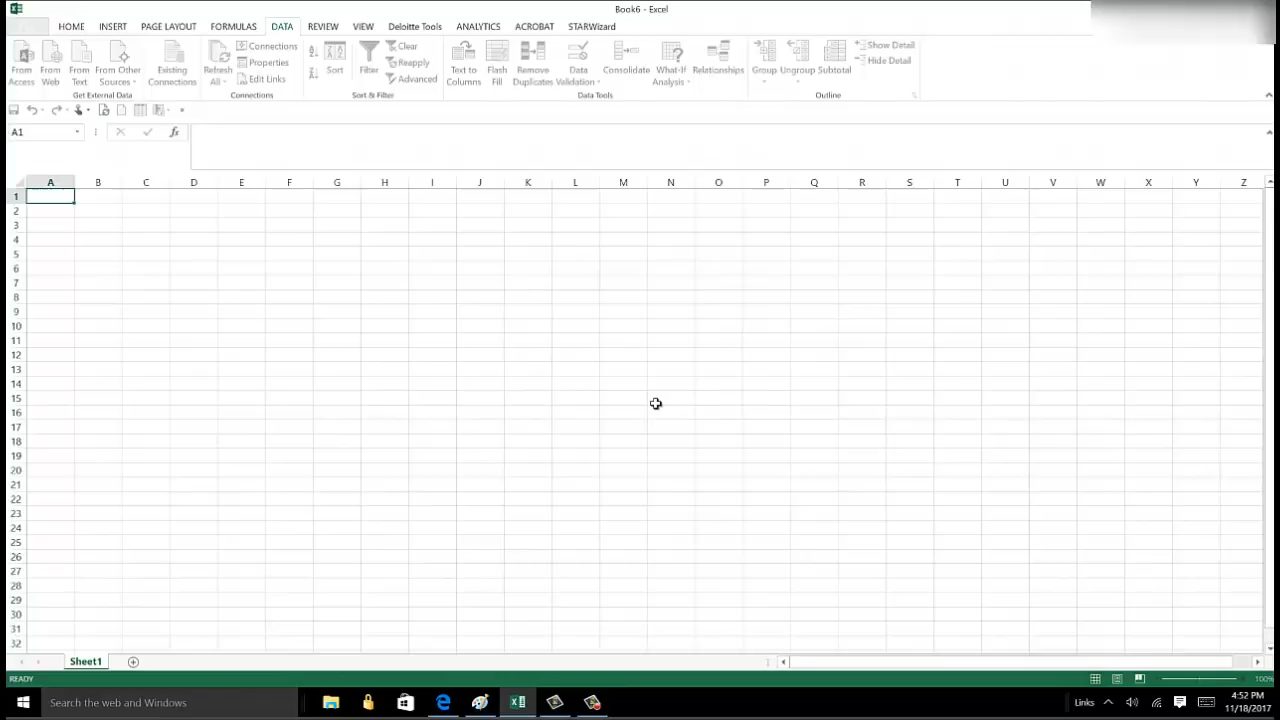 Book6 - Excel
HOME INSERT PAGE LAYOUT FORMULAS DATA REVIEW VIEW Deloitte Tools ANALYTICS ACROBAT STARWizard
From Access
From Web
From Text
From Other Sources
Existing Connections
Get External Data
Refresh All
Connections
Properties
Edit Links
Connections
Sort
Filter
Clear
Reapply
Advanced
Sort & Filter
Text to Columns
Flash Fill
Remove Duplicates
Data Validation
Consolidate
What-If Analysis
Relationships
Data Tools
Group
Ungroup
Subtotal
Show Detail
Hide Detail
Outline
A1 fx
A B C D E F G H I J K L M N O P Q R S T U V W X Y Z
1
2
3
4
5
6
7
8
9
10
11
12
13
14
15
16
17
18
19
20
21
22
23
24
25
26
27
28
29
30
31
32
Sheet1
READY 100%
Search the web and Windows
Links
4:52 PM
11/18/2017